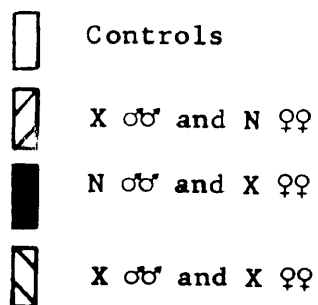 Controls
X ♂♂ and N ♀♀
N ♂♂ and X ♀♀
X ♂♂ and X ♀♀